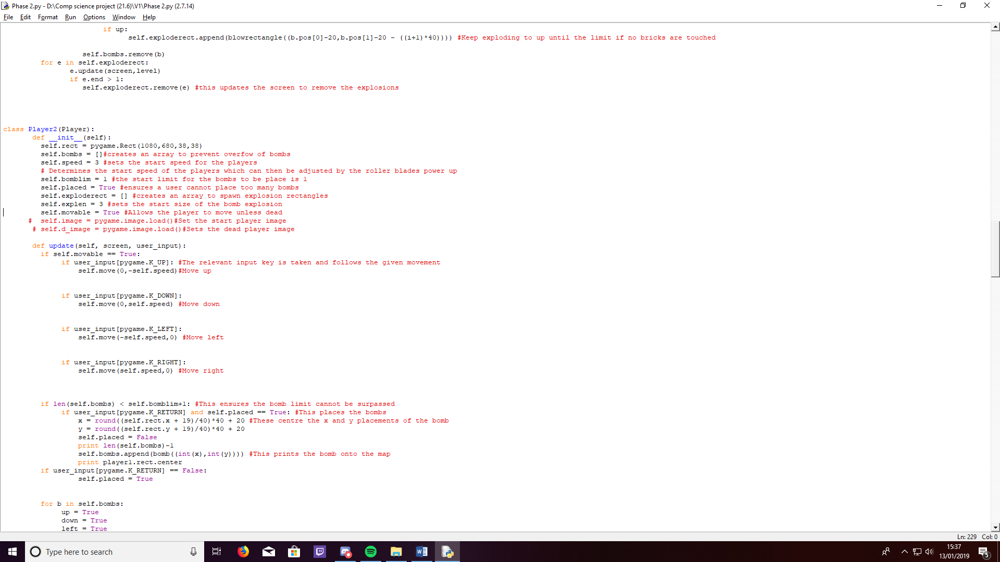 Phase 2.py - D:\Comp science project (21.6)\V1\Phase 2.py (2.7.14)
File Edit Format Run Options Window Help
if up:
self.exploderect.append(blowrectangle((b.pos[0]-20,b.pos[1]-20 - ((i+1)*40)))) #Keep exploding to up until the limit if no bricks are touched
self.bombs.remove(b)
for e in self.exploderect:
e.update(screen,level)
if e.end > 1:
self.exploderect.remove(e) #this updates the screen to remove the explosions
class Player2(Player):
def __init__(self):
self.rect = pygame.Rect(1080,680,38,38)
self.bombs = []#creates an array to prevent overfow of bombs
self.speed = 3 #sets the start speed for the players
# Determines the start speed of the players which can then be adjusted by the roller blades power up
self.bomblim = 1 #the start limit for the bombs to be place is 1
self.placed = True #ensures a user cannot place too many bombs
self.exploderect = [] #creates an array to spawn explosion rectangles
self.explen = 3 #sets the start size of the bomb explosion
self.movable = True #Allows the player to move unless dead
#  self.image = pygame.image.load()#Set the start player image
# self.d_image = pygame.image.load()#Sets the dead player image
def update(self, screen, user_input):
if self.movable == True:
if user_input[pygame.K_UP]: #The relevant input key is taken and follows the given movement
self.move(0,-self.speed)#Move up
if user_input[pygame.K_DOWN]:
self.move(0,self.speed) #Move down
if user_input[pygame.K_LEFT]:
self.move(-self.speed,0) #Move left
if user_input[pygame.K_RIGHT]:
self.move(self.speed,0) #Move right
if len(self.bombs) < self.bomblim+1: #This ensures the bomb limit cannot be surpassed
if user_input[pygame.K_RETURN] and self.placed == True: #This places the bombs
x = round((self.rect.x + 19)/40)*40 + 20 #These centre the x and y placements of the bomb
y = round((self.rect.y + 19)/40)*40 + 20
self.placed = False
print len(self.bombs)-1
self.bombs.append(bomb((int(x),int(y)))) #This prints the bomb onto the map
print player1.rect.center
if user_input[pygame.K_RETURN] == False:
self.placed = True
for b in self.bombs:
up = True
down = True
left = True
Ln: 229 Col: 0
Type here to search
15:37
13/01/2019
5